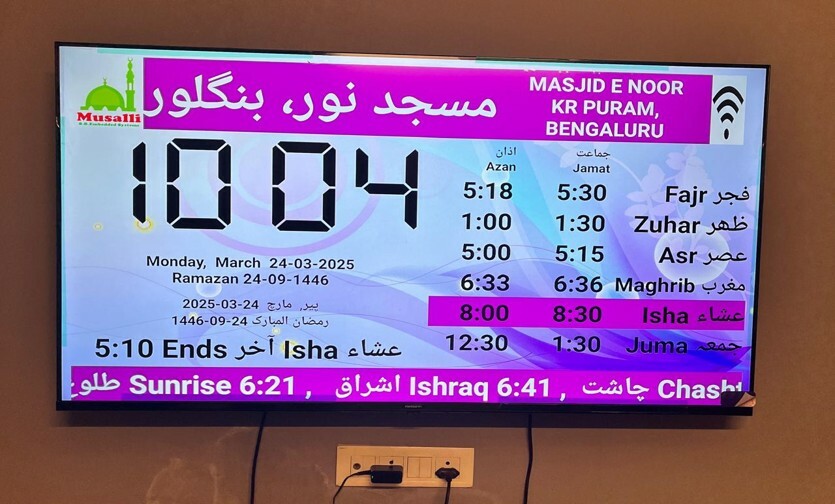 Musalli
مسجد نور، بنگلور
MASJID E NOOR
KR PURAM,
BENGALURU
10 04
اذان جماعت
Azan Jamat
5:18 5:30 Fajr فجر
1:00 1:30 Zuhar ظهر
5:00 5:15 Asr عصر
6:33 6:36 Maghrib مغرب
8:00 8:30 Isha عشاء
12:30 1:30 Juma جمعہ
Monday, March 24-03-2025
Ramazan 24-09-1446
پیر, مارچ 24-03-2025
رمضان المبارک 24-09-1446
5:10 Ends آخر Isha عشاء
طلوع Sunrise 6:21 , اشراق Ishraq 6:41 , چاشت Chasht